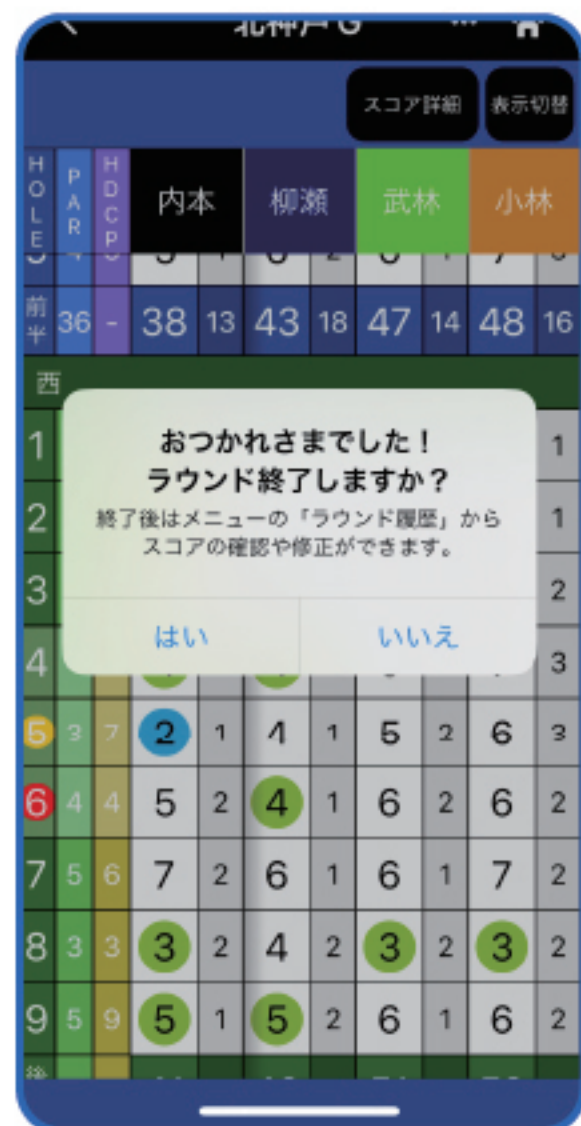 スコア詳細 表示切替
HOLE PAR HDCP 内本 柳瀬 武林 小林
前半 36 - 38 13 43 18 47 14 48 16
西
おつかれさまでした!
ラウンド終了しますか?
終了後はメニューの「ラウンド履歴」から
スコアの確認や修正ができます。
はい いいえ
1 1
2 1
3 2
4 3
5 3 7 2 1 4 1 5 2 6 3
6 4 4 5 2 4 1 6 2 6 2
7 5 6 7 2 6 1 6 1 7 2
8 3 3 3 2 4 2 3 2 3 2
9 5 9 5 1 5 2 6 1 6 2